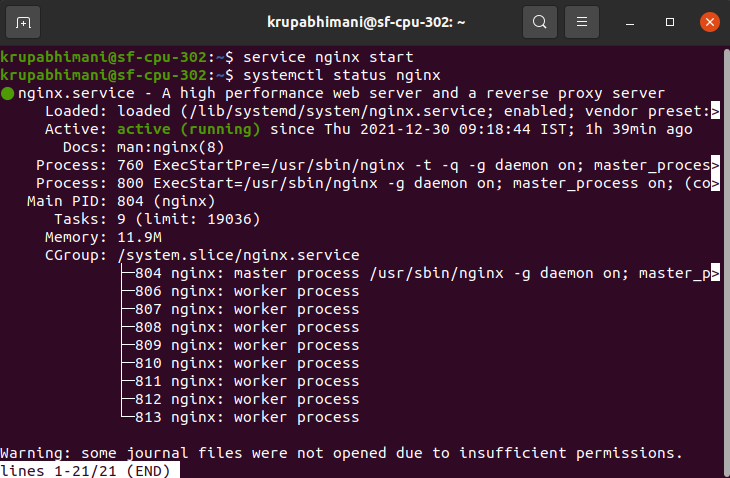 krupabhimani@sf-cpu-302: ~
krupabhimani@sf-cpu-302:~$ service nginx start
krupabhimani@sf-cpu-302:~$ systemctl status nginx
● nginx.service - A high performance web server and a reverse proxy server
Loaded: loaded (/lib/systemd/system/nginx.service; enabled; vendor preset:>
Active: active (running) since Thu 2021-12-30 09:18:44 IST; 1h 39min ago
Docs: man:nginx(8)
Process: 760 ExecStartPre=/usr/sbin/nginx -t -q -g daemon on; master_proces>
Process: 800 ExecStart=/usr/sbin/nginx -g daemon on; master_process on; (co>
Main PID: 804 (nginx)
Tasks: 9 (limit: 19036)
Memory: 11.9M
CGroup: /system.slice/nginx.service
├─804 nginx: master process /usr/sbin/nginx -g daemon on; master_p>
├─806 nginx: worker process
├─807 nginx: worker process
├─808 nginx: worker process
├─809 nginx: worker process
├─810 nginx: worker process
├─811 nginx: worker process
├─812 nginx: worker process
└─813 nginx: worker process
Warning: some journal files were not opened due to insufficient permissions.
lines 1-21/21 (END)